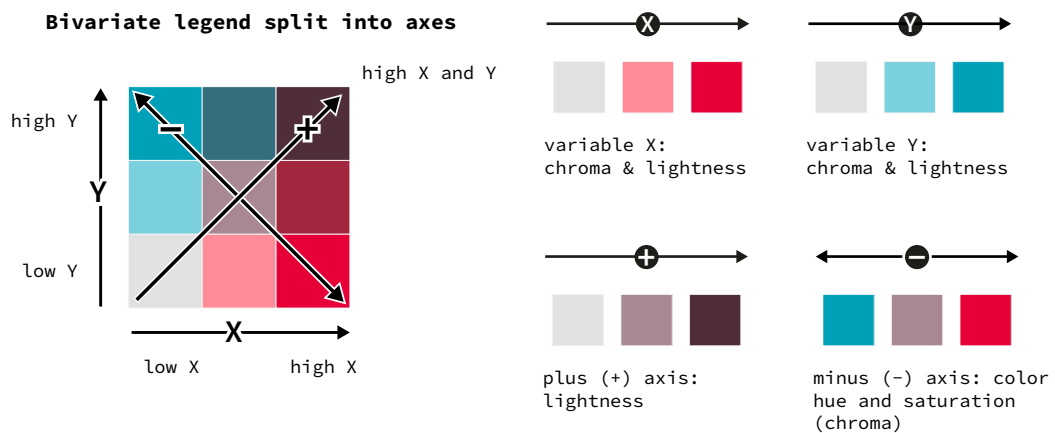 Bivariate legend split into axes
high X and Y
high Y
−
+
Y
low Y
X
low X
high X
X
variable X:
chroma & lightness
Y
variable Y:
chroma & lightness
+
plus (+) axis:
lightness
−
minus (−) axis: color
hue and saturation
(chroma)